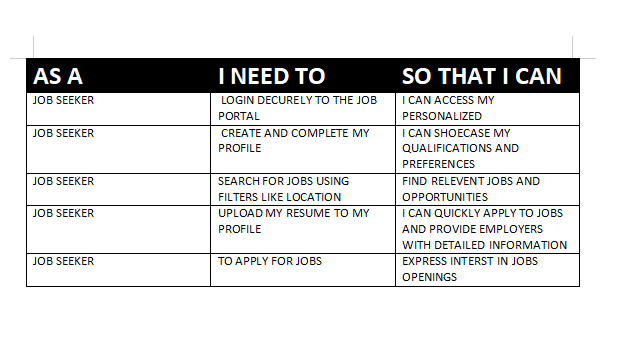 AS A I NEED TO SO THAT I CAN
JOB SEEKER LOGIN DECURELY TO THE JOB I CAN ACCESS MY
PORTAL PERSONALIZED
JOB SEEKER CREATE AND COMPLETE MY I CAN SHOECASE MY
PROFILE QUALIFICATIONS AND
PREFERENCES
JOB SEEKER SEARCH FOR JOBS USING FIND RELEVENT JOBS AND
FILTERS LIKE LOCATION OPPORTUNITIES
JOB SEEKER UPLOAD MY RESUME TO MY I CAN QUICKLY APPLY TO JOBS
PROFILE AND PROVIDE EMPLOYERS
WITH DETAILED INFORMATION
JOB SEEKER TO APPLY FOR JOBS EXPRESS INTERST IN JOBS
OPENINGS